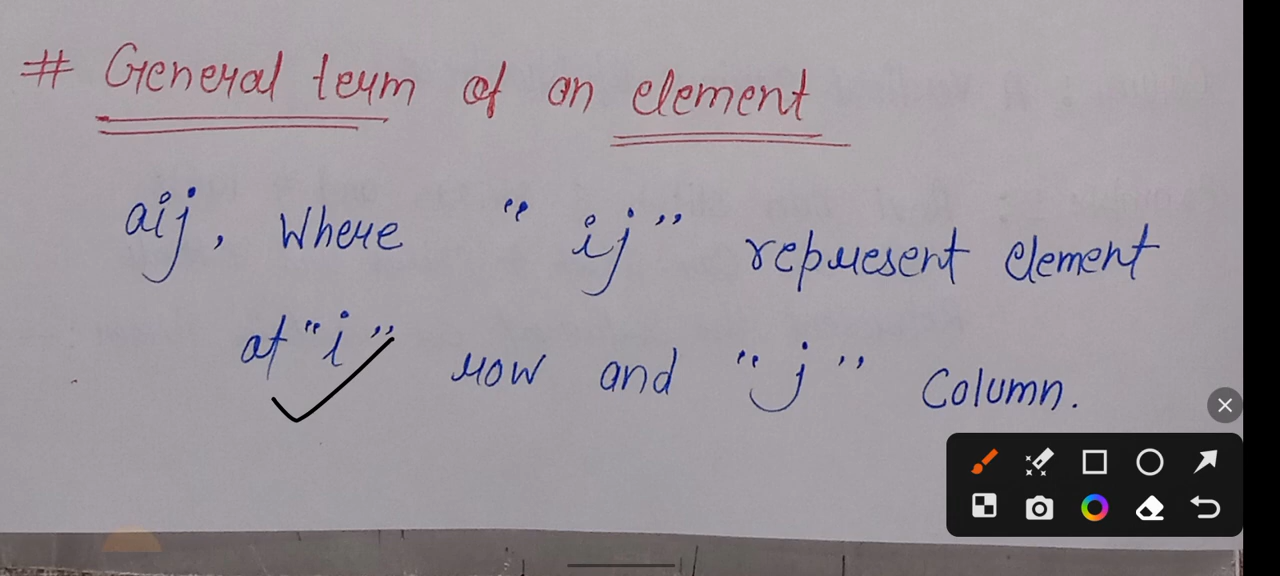 # General term of an element
aij, Where " ij " represent element
at "i" row and "j" Column.